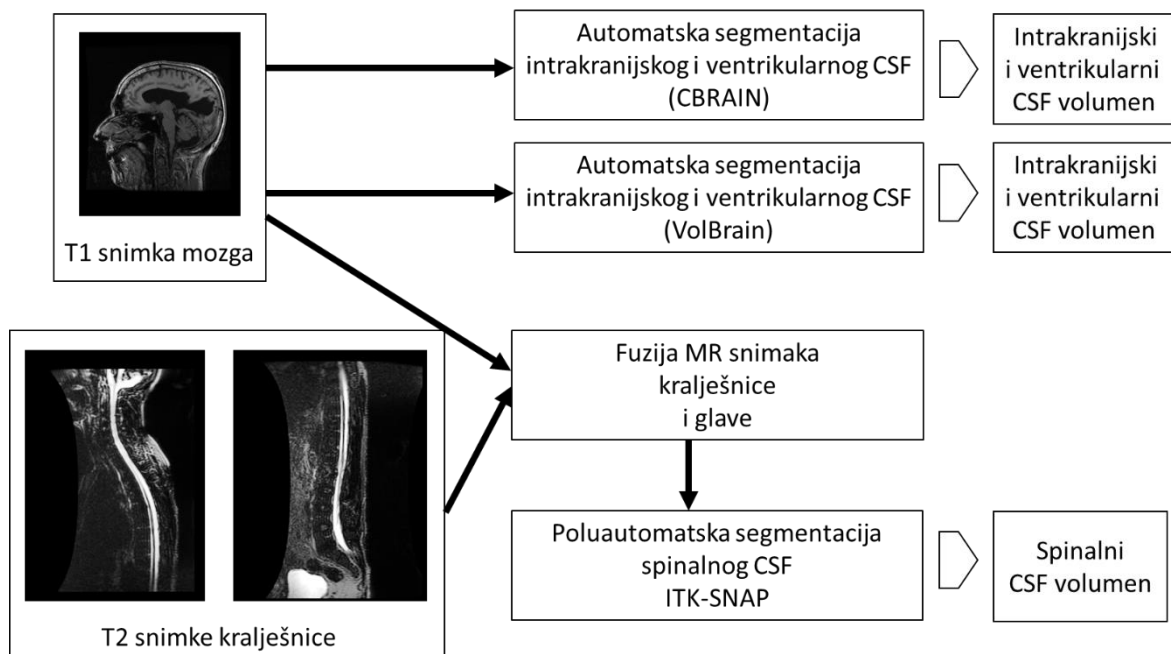 T1 snimka mozga
Automatska segmentacija
intrakranijskog i ventrikularnog CSF
(CBRAIN)
Intrakranijski
i ventrikularni
CSF volumen
Automatska segmentacija
intrakranijskog i ventrikularnog CSF
(VolBrain)
Intrakranijski
i ventrikularni
CSF volumen
T2 snimke kralješnice
Fuzija MR snimaka
kralješnice
i glave
Poluautomatska segmentacija
spinalnog CSF
ITK-SNAP
Spinalni
CSF volumen